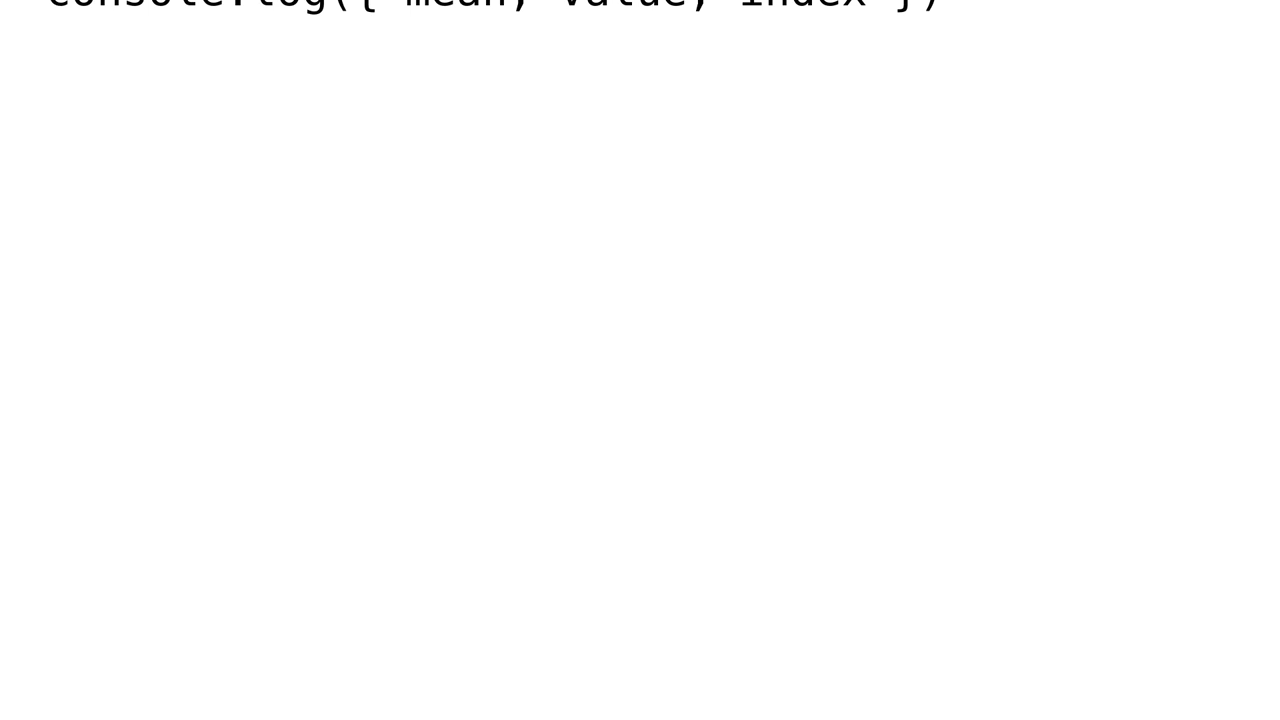 console.log({ mean, value, index })